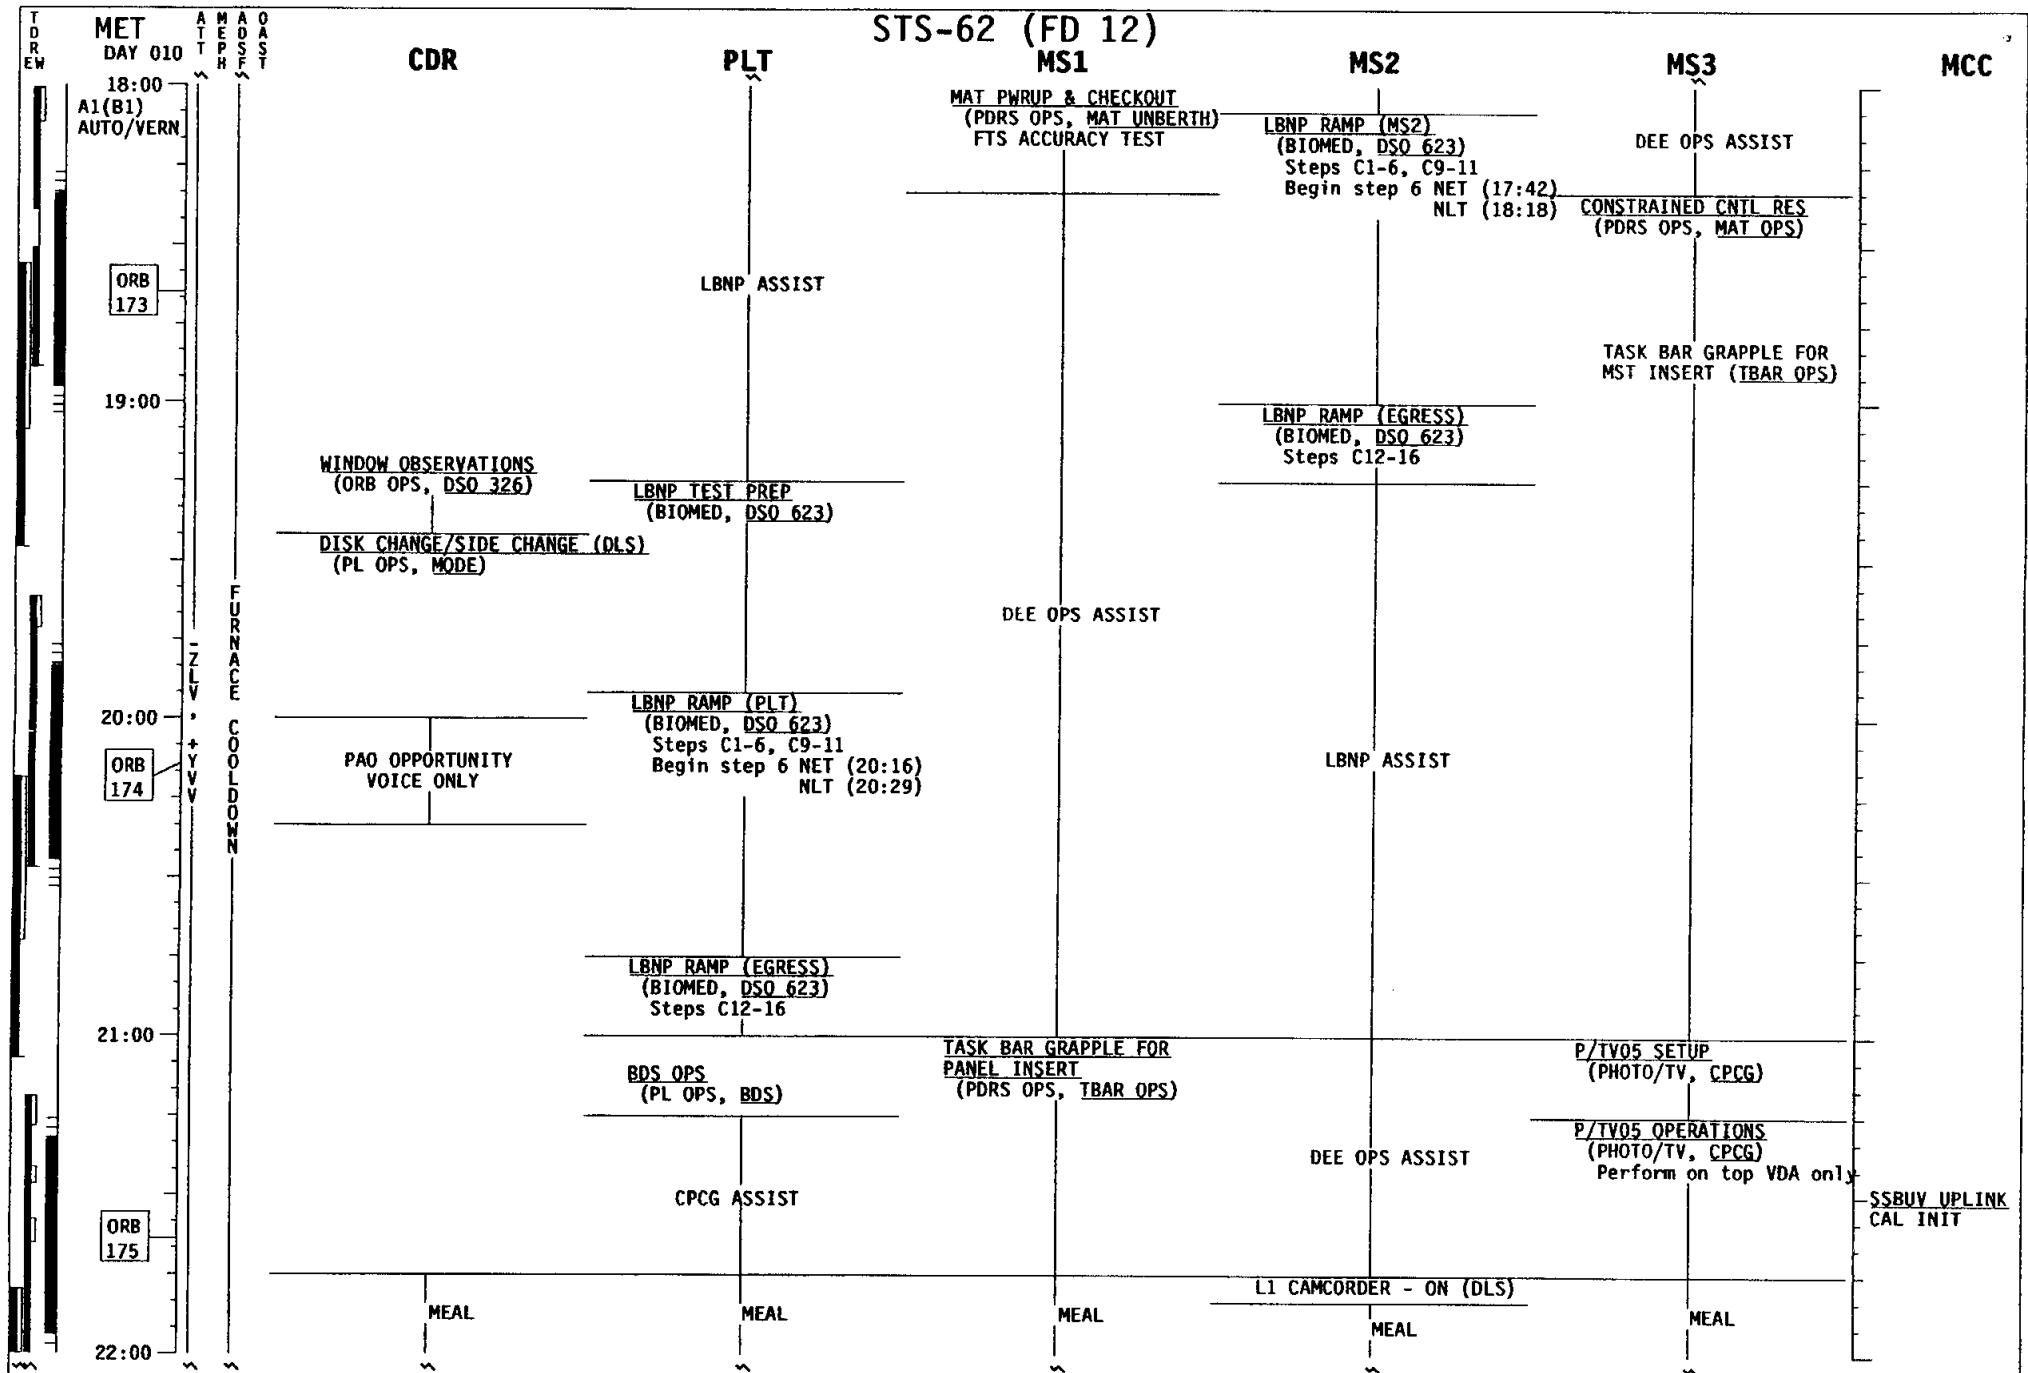 STS-62 (FD 12)
TDRE W
MET
DAY 010
ATT
MEPH
ADSF
OAST
CDR
PLT
MS1
MS2
MS3
MCC
18:00
A1(B1)
AUTO/VERN
ORB
173
19:00
20:00
ORB
174
21:00
ORB
175
22:00
-ZLV, +YVV
FURNACE COOLDOWN
WINDOW OBSERVATIONS
(ORB OPS, DSO 326)
DISK CHANGE/SIDE CHANGE (DLS)
(PL OPS, MODE)
PAO OPPORTUNITY
VOICE ONLY
MEAL
LBNP ASSIST
LBNP TEST PREP
(BIOMED, DSO 623)
LBNP RAMP (PLT)
(BIOMED, DSO 623)
Steps C1-6, C9-11
Begin step 6 NET (20:16)
NLT (20:29)
LBNP RAMP (EGRESS)
(BIOMED, DSO 623)
Steps C12-16
BDS OPS
(PL OPS, BDS)
CPCG ASSIST
MEAL
MAT PWRUP & CHECKOUT
(PDRS OPS, MAT UNBERTH)
FTS ACCURACY TEST
DEE OPS ASSIST
TASK BAR GRAPPLE FOR
PANEL INSERT
(PDRS OPS, TBAR OPS)
MEAL
LBNP RAMP (MS2)
(BIOMED, DSO 623)
Steps C1-6, C9-11
Begin step 6 NET (17:42)
NLT (18:18)
LBNP RAMP (EGRESS)
(BIOMED, DSO 623)
Steps C12-16
LBNP ASSIST
DEE OPS ASSIST
L1 CAMCORDER - ON (DLS)
MEAL
DEE OPS ASSIST
CONSTRAINED CNTL RES
(PDRS OPS, MAT OPS)
TASK BAR GRAPPLE FOR
MST INSERT (TBAR OPS)
P/TV05 SETUP
(PHOTO/TV, CPCG)
P/TV05 OPERATIONS
(PHOTO/TV, CPCG)
Perform on top VDA only
MEAL
SSBUV UPLINK
CAL INIT